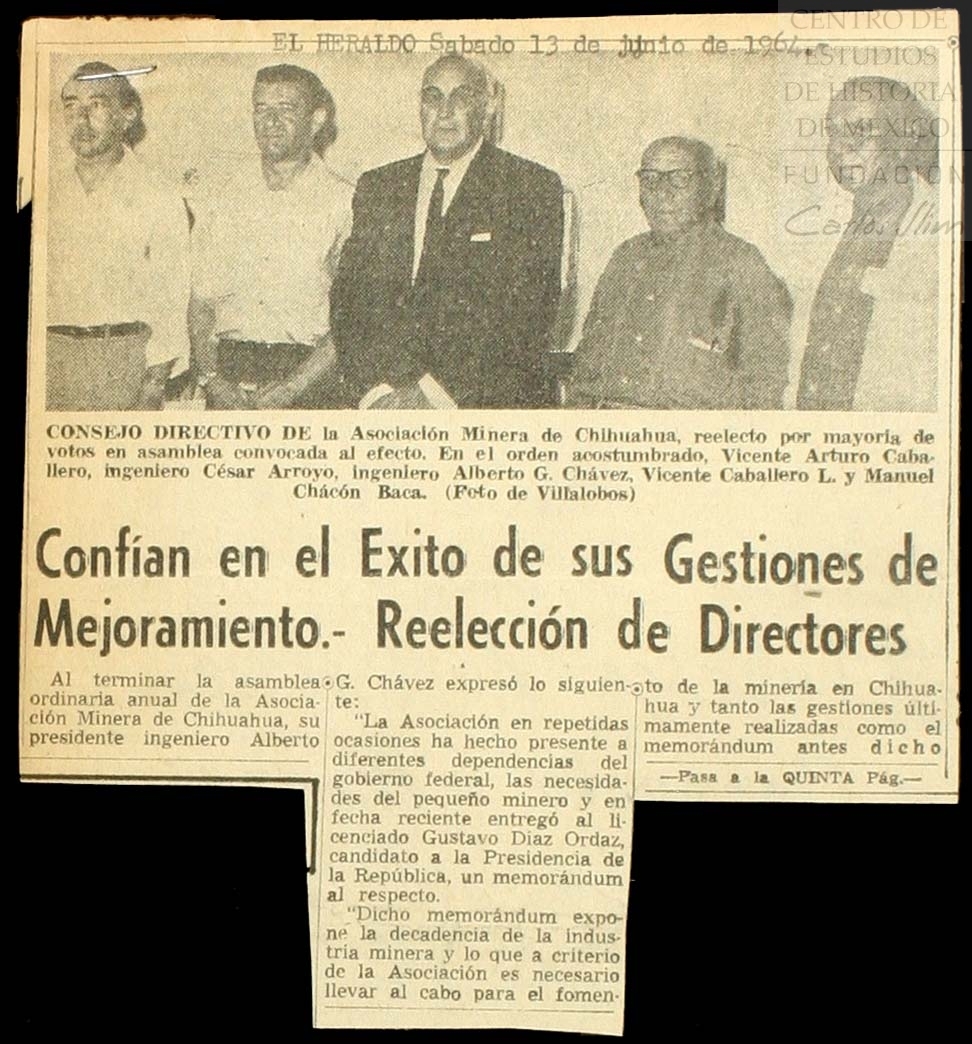 EL HERALDO Sabado 13 de junio de 1964.-
CENTRO DE
ESTUDIOS
DE HISTORIA
DE MEXICO
FUNDACIÓN
Carlos Slim
CONSEJO DIRECTIVO DE la Asociación Minera de Chihuahua, reelecto por mayoría de
votos en asamblea convocada al efecto. En el orden acostumbrado, Vicente Arturo Caba-
llero, ingeniero César Arroyo, ingeniero Alberto G. Chávez, Vicente Caballero L. y Manuel
Chácón Baca. (Foto de Villalobos)
Confían en el Exito de sus Gestiones de
Mejoramiento.- Reelección de Directores
Al terminar la asamblea
ordinaria anual de la Asocia-
ción Minera de Chihuahua, su
presidente ingeniero Alberto
G. Chávez expresó lo siguien-
te:
"La Asociación en repetidas
ocasiones ha hecho presente a
diferentes dependencias del
gobierno federal, las necesida-
des del pequeño minero y en
fecha reciente entregó al li-
cenciado Gustavo Díaz Ordaz,
candidato a la Presidencia de
la República, un memorándum
al respecto.
"Dicho memorándum expo-
ne la decadencia de la indus-
tria minera y lo que a criterio
de la Asociación es necesario
llevar al cabo para el fomen-
to de la minería en Chihua-
hua y tanto las gestiones últi-
mamente realizadas como el
memorándum antes dicho
—Pasa a la QUINTA Pág.—